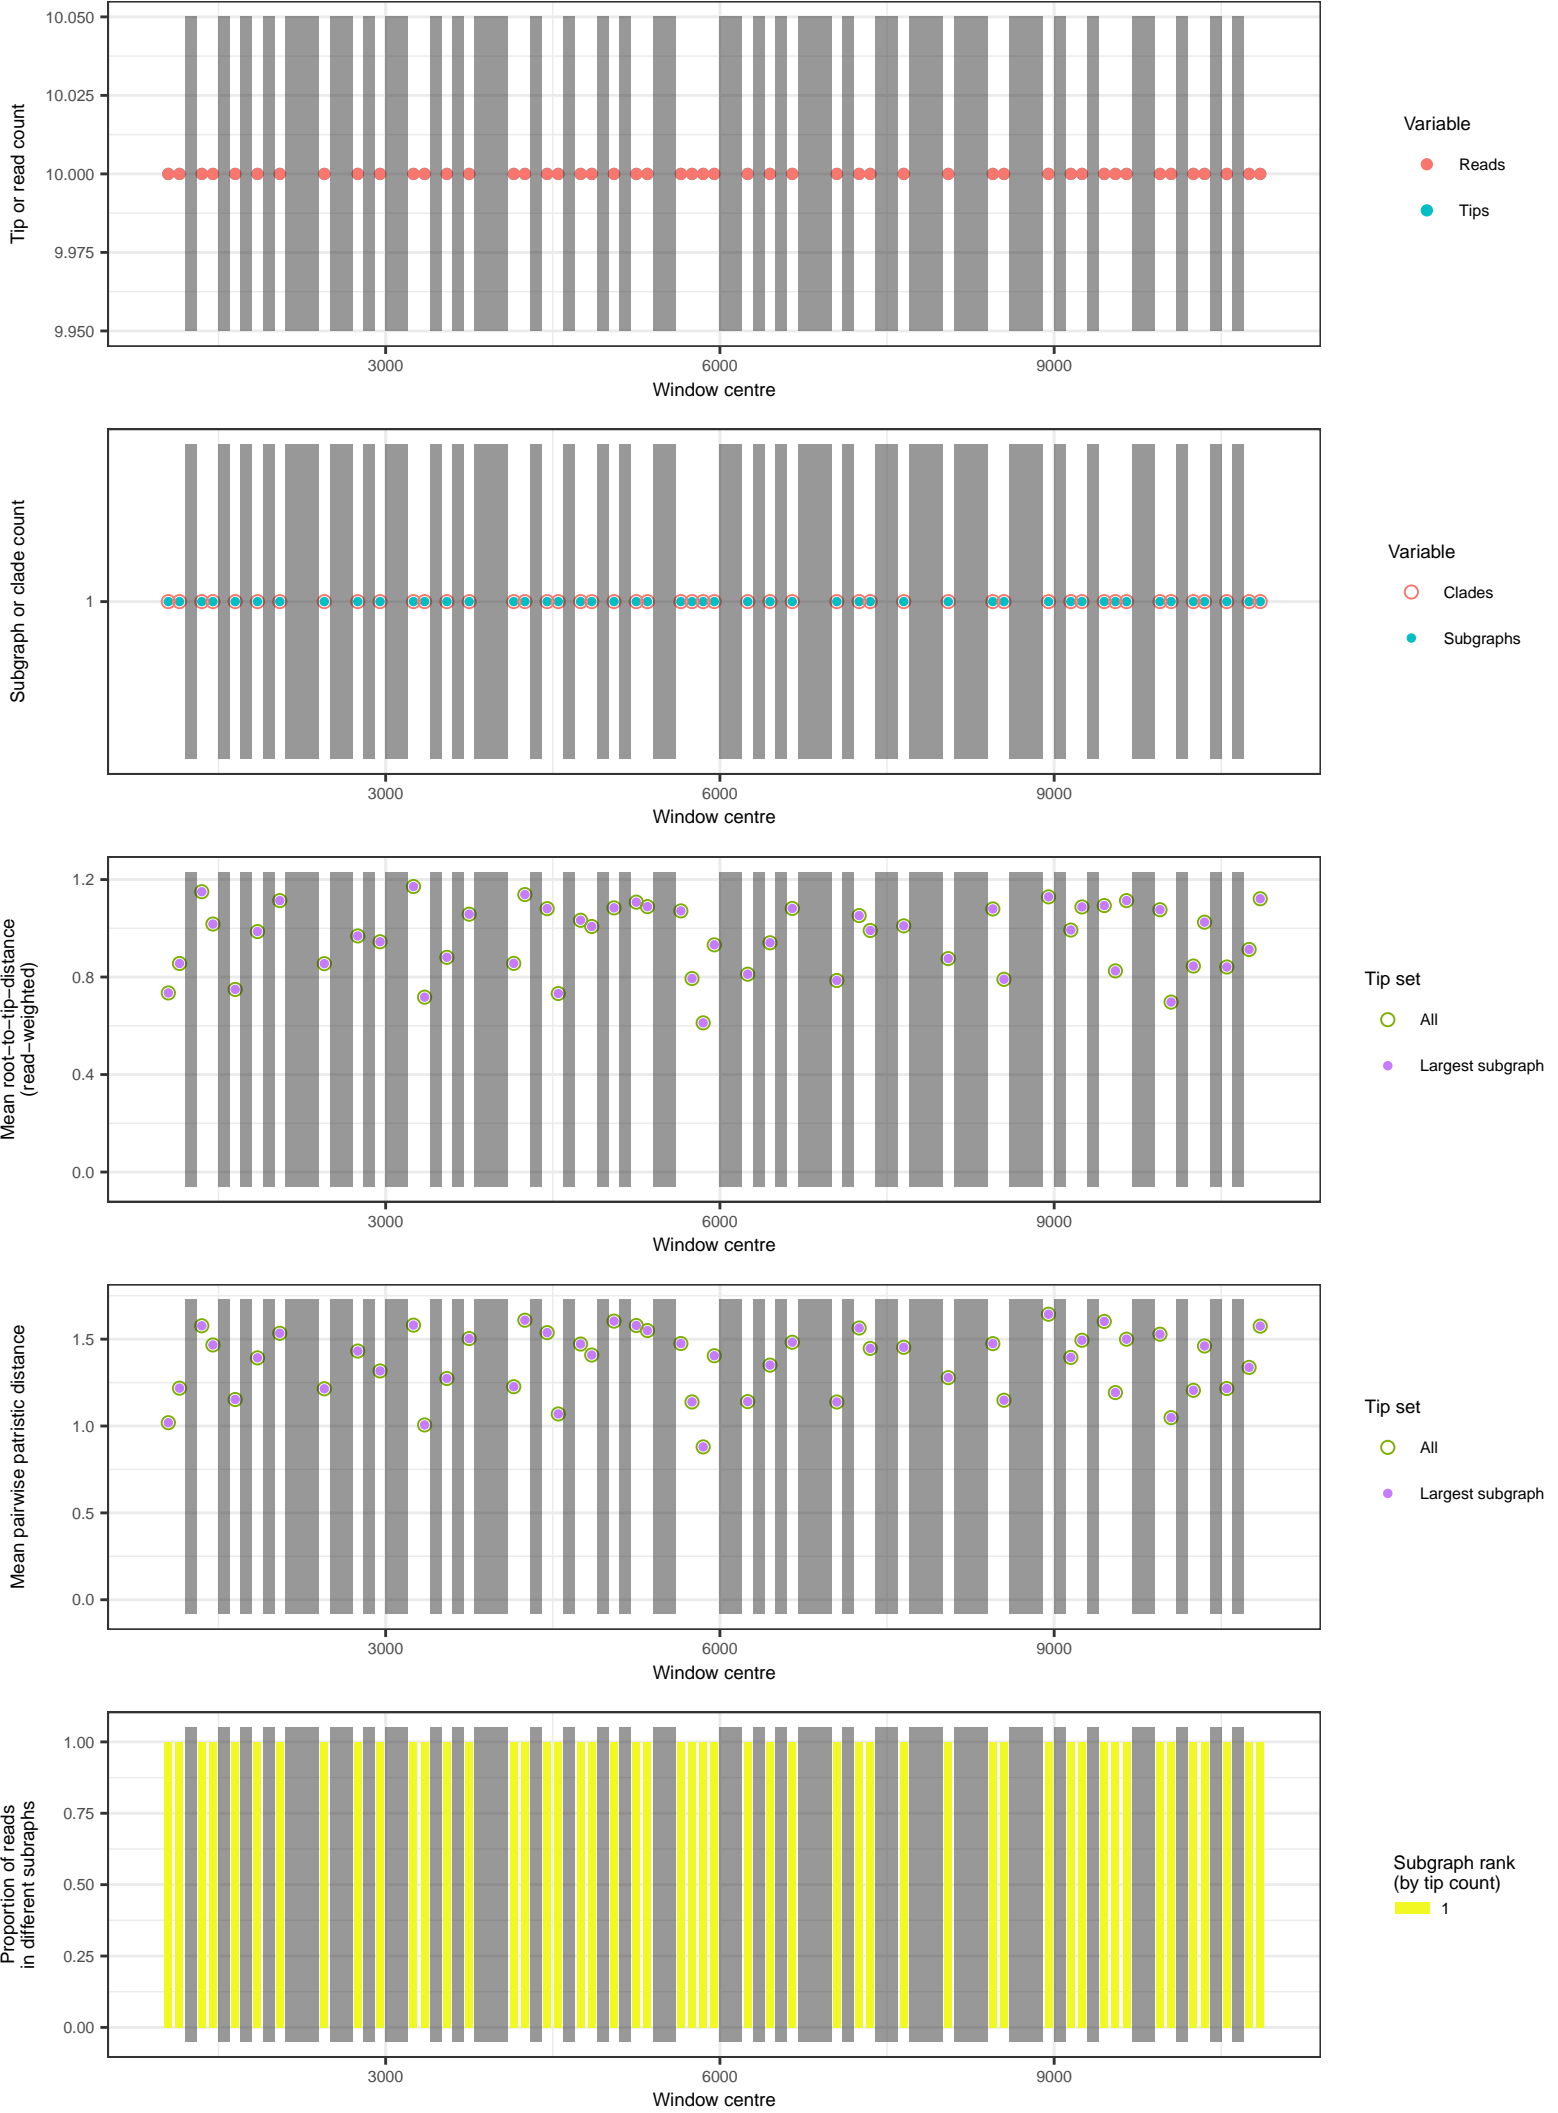 10.050
10.025
10.000
9.975
9.950
Tip or read count
3000
6000
9000
Window centre
Variable
Reads
Tips
1
Subgraph or clade count
3000
6000
9000
Window centre
Variable
Clades
Subgraphs
1.2
0.8
0.4
0.0
Mean root−to−tip−distance
(read−weighted)
3000
6000
9000
Window centre
Tip set
All
Largest subgraph
1.5
1.0
0.5
0.0
Mean pairwise patristic distance
3000
6000
9000
Window centre
Tip set
All
Largest subgraph
1.00
0.75
0.50
0.25
0.00
Proportion of reads
in different subraphs
3000
6000
9000
Window centre
Subgraph rank
(by tip count)
1